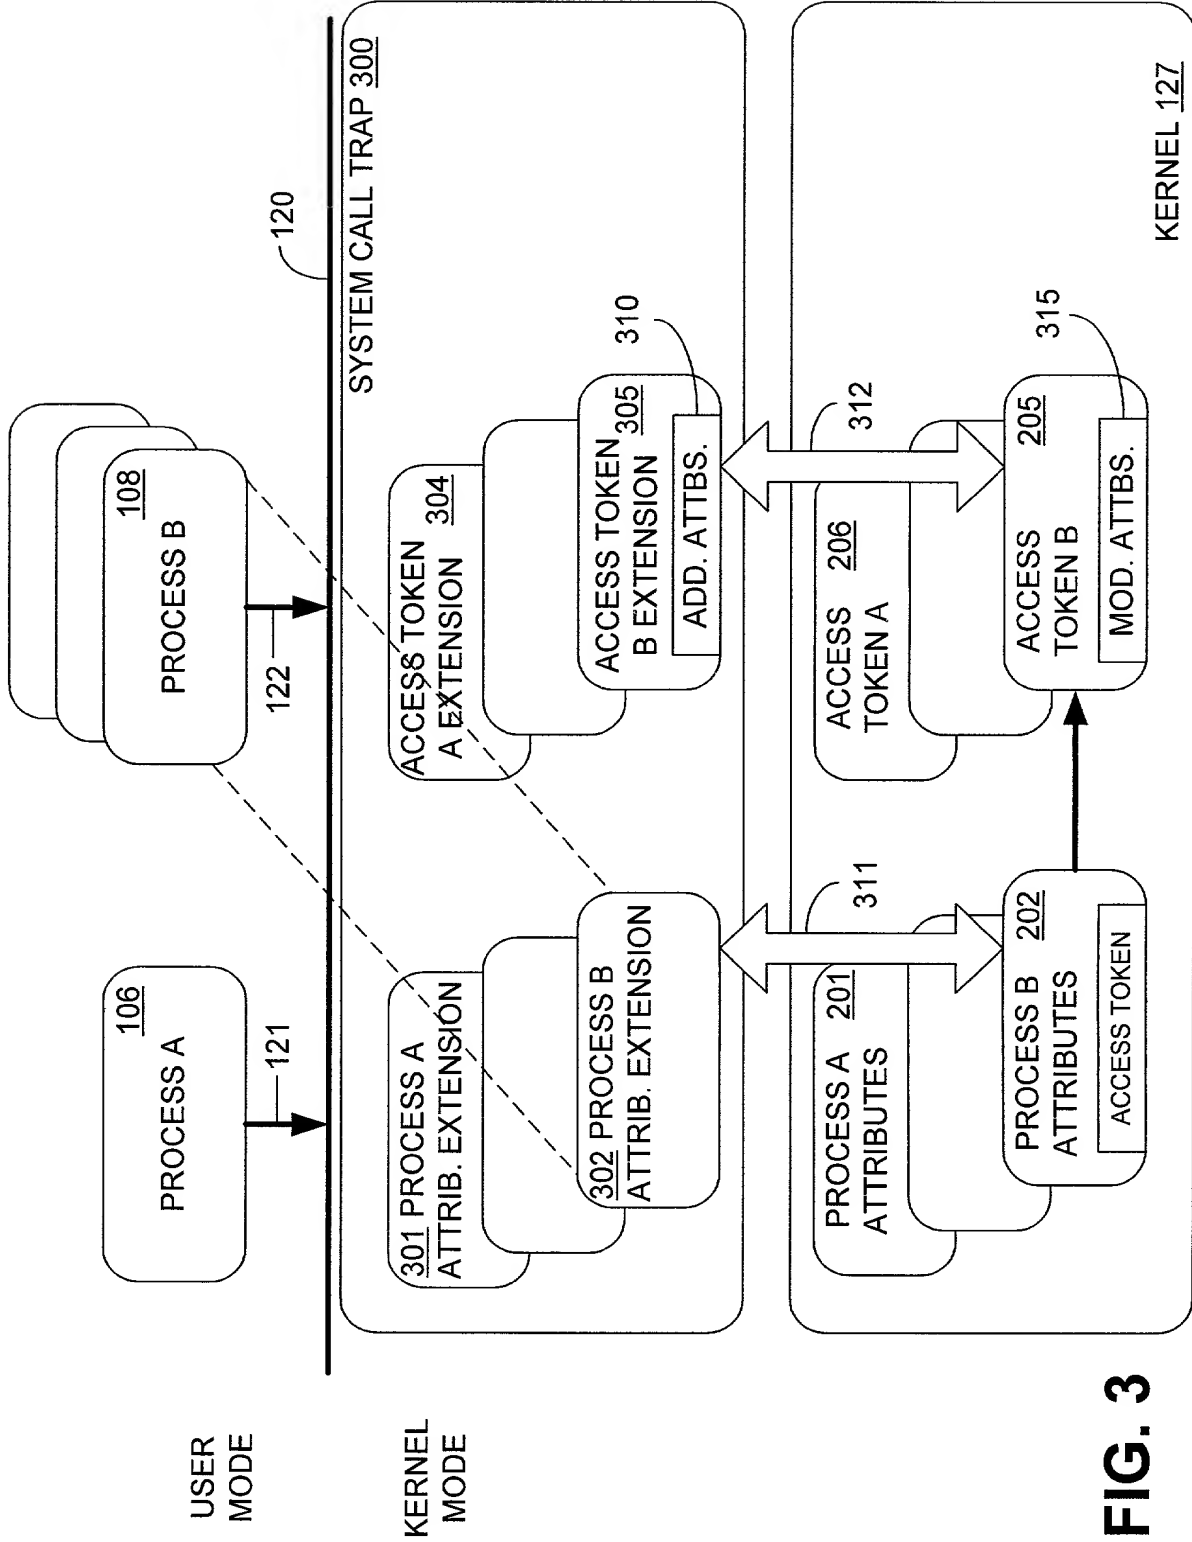 USER
MODE
KERNEL
MODE
106
PROCESS A
121
108
PROCESS B
122
120
SYSTEM CALL TRAP 300
301 PROCESS A
ATTRIB. EXTENSION
302 PROCESS B
ATTRIB. EXTENSION
ACCESS TOKEN
A EXTENSION 304
ACCESS TOKEN
B EXTENSION 305
ADD. ATTBS.
310
311
312
PROCESS A 201
ATTRIBUTES
PROCESS B 202
ATTRIBUTES
ACCESS TOKEN
ACCESS 206
TOKEN A
ACCESS 205
TOKEN B
MOD. ATTBS.
315
KERNEL 127
FIG. 3